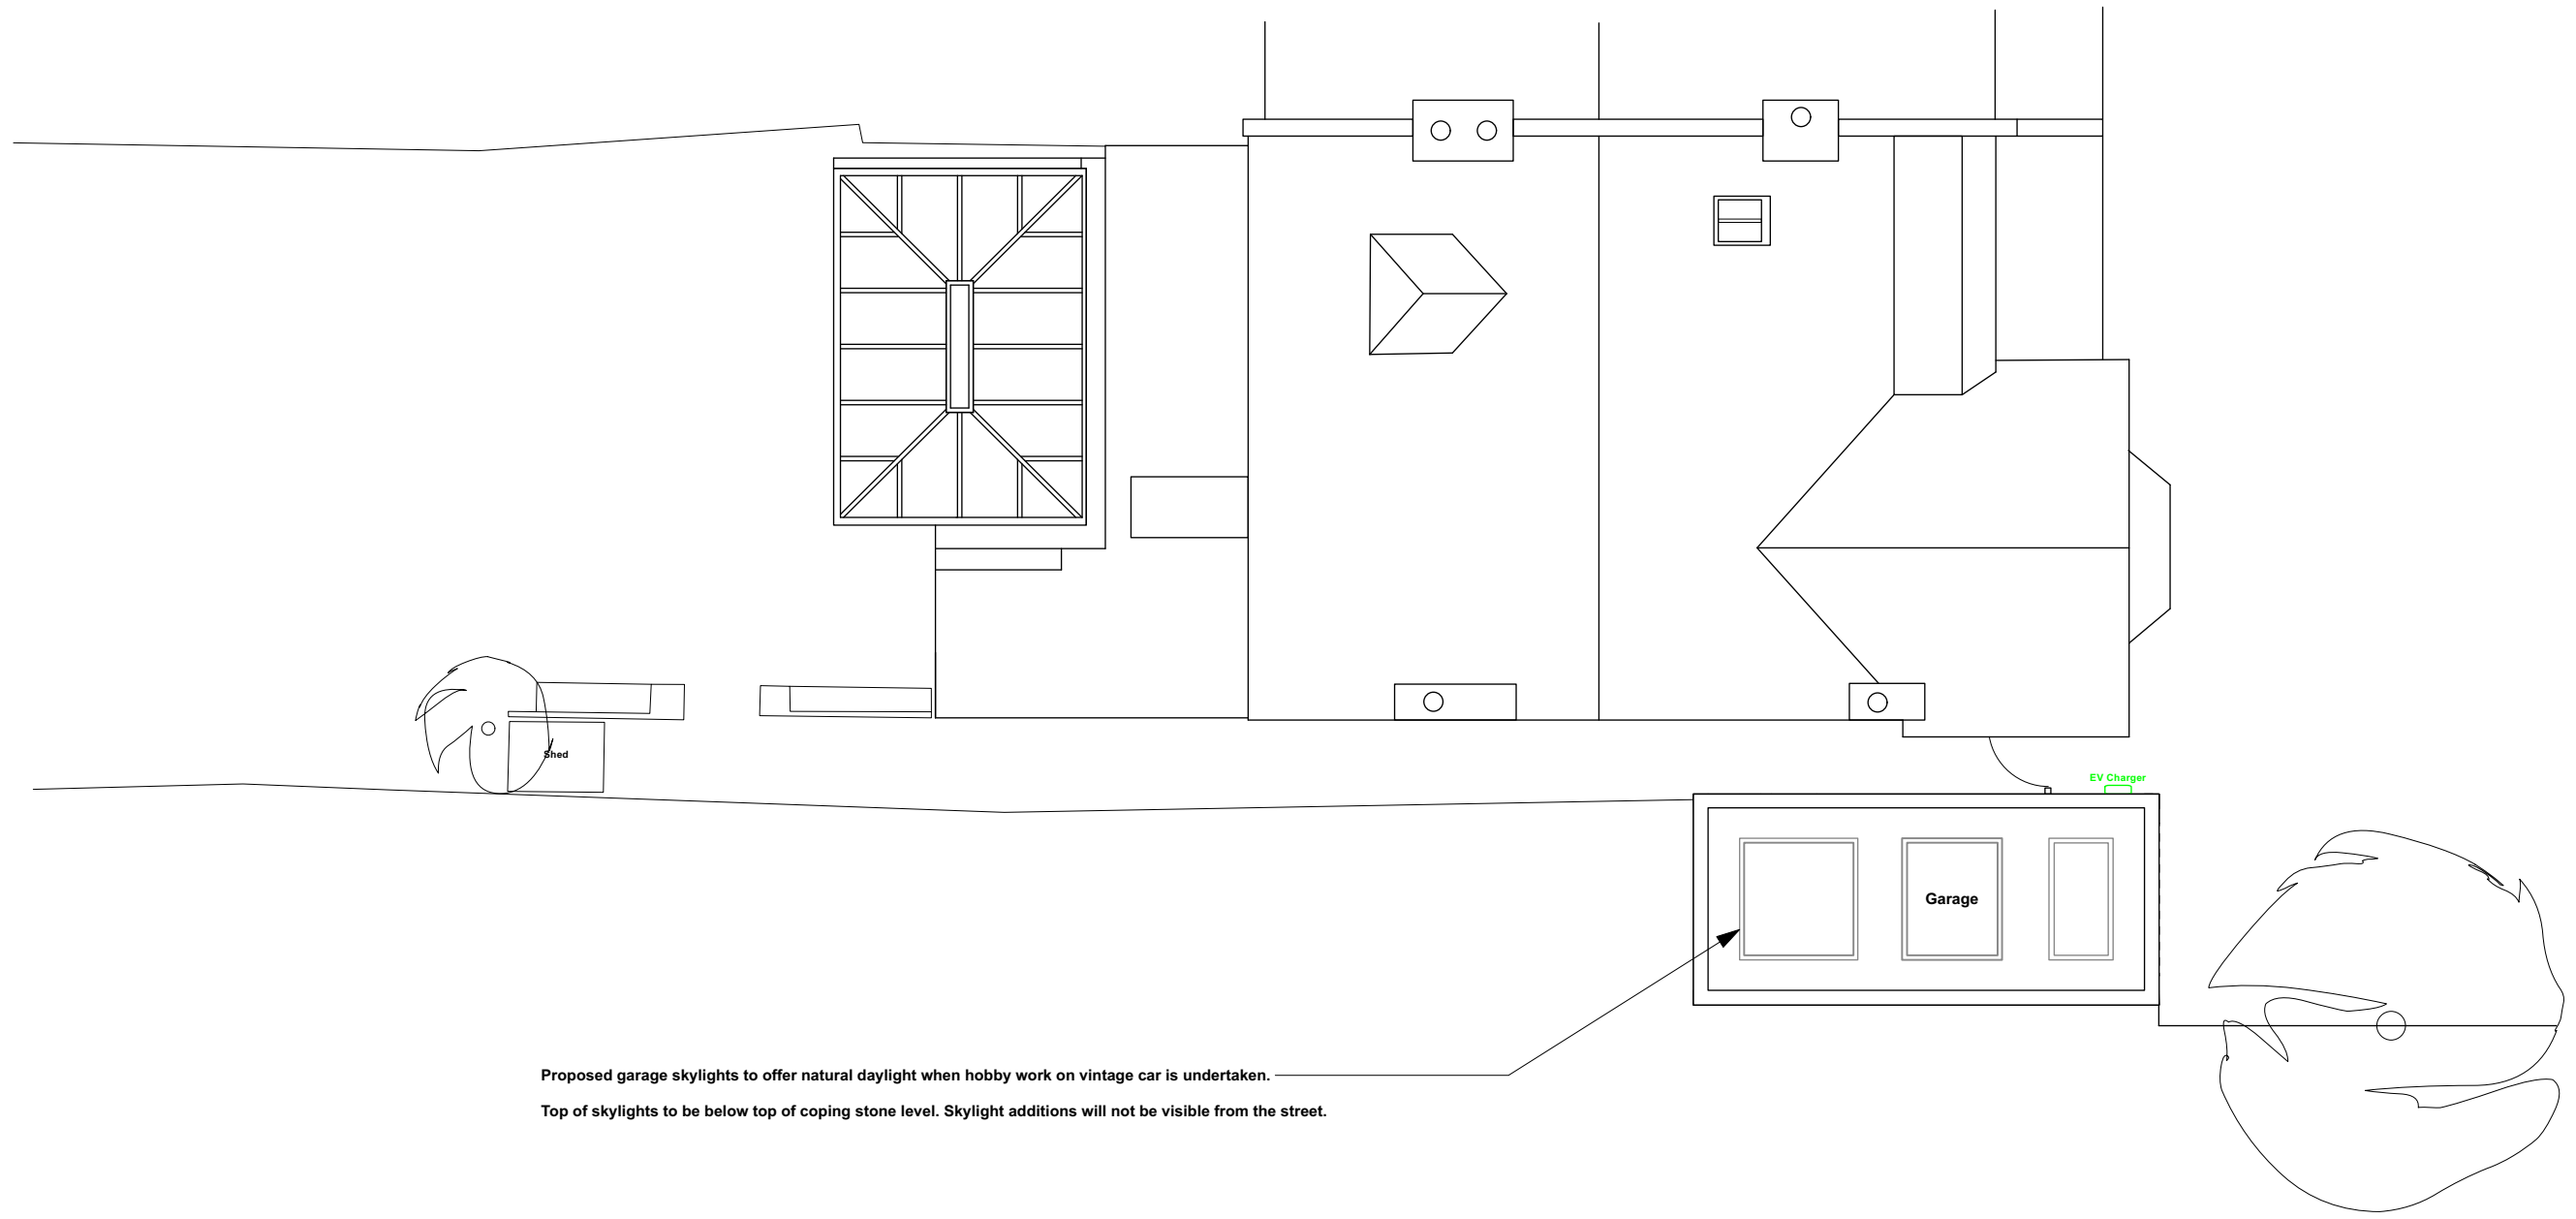 Shed
EV Charger
Garage
Proposed garage skylights to offer natural daylight when hobby work on vintage car is undertaken.
Top of skylights to be below top of coping stone level. Skylight additions will not be visible from the street.